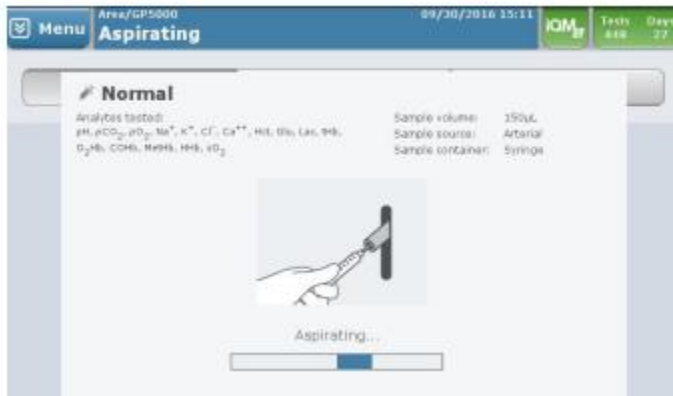 Menu
Area/GP5000
Aspirating
09/30/2016 15:11
iQM
Tests
448
Days
27
Normal
Analytes tested:
pH, pCO2, pO2, Na+, K+, Cl-, Ca++, Hct, Glu, Lac, tHb,
O2Hb, COHb, MetHb, HHb, sO2
Sample volume: 150uL
Sample source: Arterial
Sample container: Syringe
Aspirating...